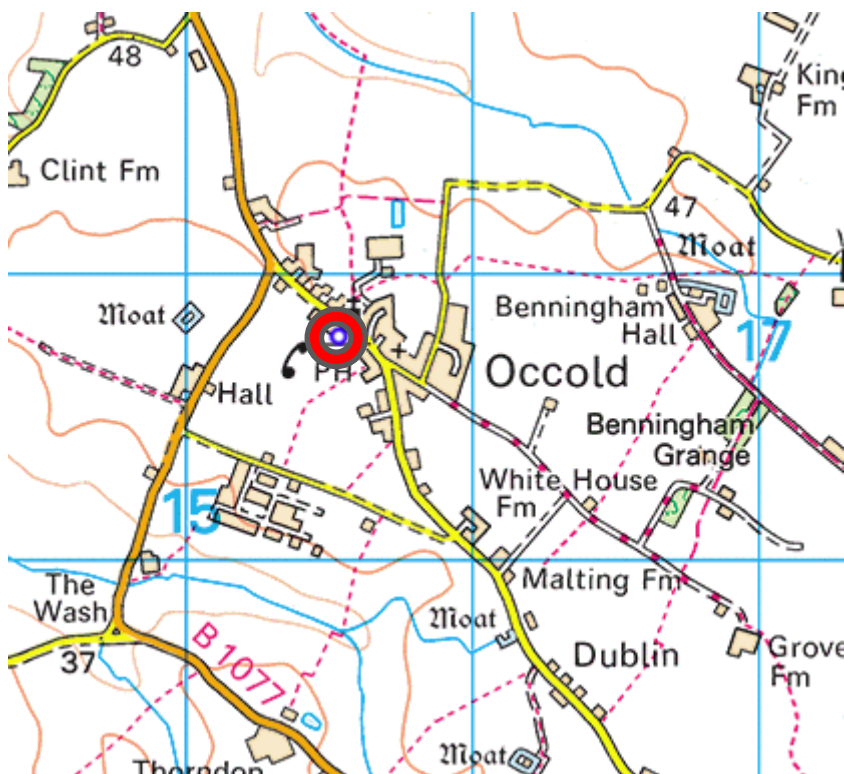 48
King
Fm
Clint Fm
47
Moat
Moat
Benningham
Hall
17
PH
Occold
Hall
Benningham
Grange
White House
Fm
15
The
Wash
Malting Fm
Moat
B 1077
Dublin
37
Grove
Fm
Moat
Thorndon